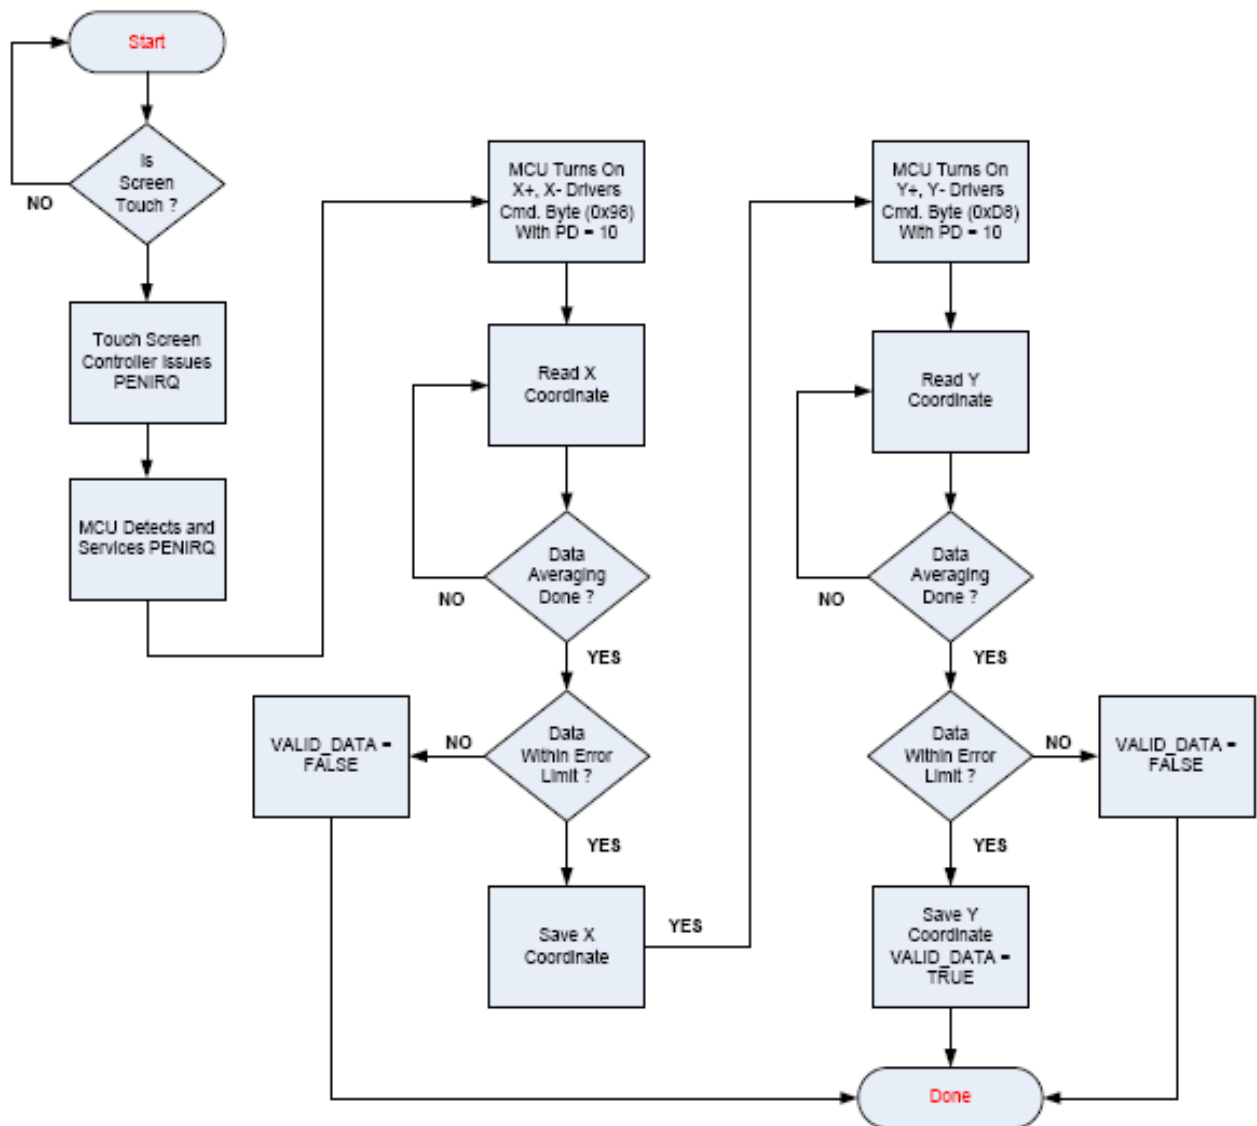 Start
Is
Screen
Touch ?
NO
Touch Screen
Controller Issues
PENIRQ
MCU Detects and
Services PENIRQ
MCU Turns On
X+, X- Drivers
Cmd. Byte (0x98)
With PD = 10
Read X
Coordinate
Data
Averaging
Done ?
NO
YES
Data
Within Error
Limit ?
NO
VALID_DATA =
FALSE
YES
Save X
Coordinate
YES
MCU Turns On
Y+, Y- Drivers
Cmd. Byte (0xD8)
With PD = 10
Read Y
Coordinate
Data
Averaging
Done ?
NO
YES
Data
Within Error
Limit ?
NO
VALID_DATA =
FALSE
YES
Save Y
Coordinate
VALID_DATA =
TRUE
Done